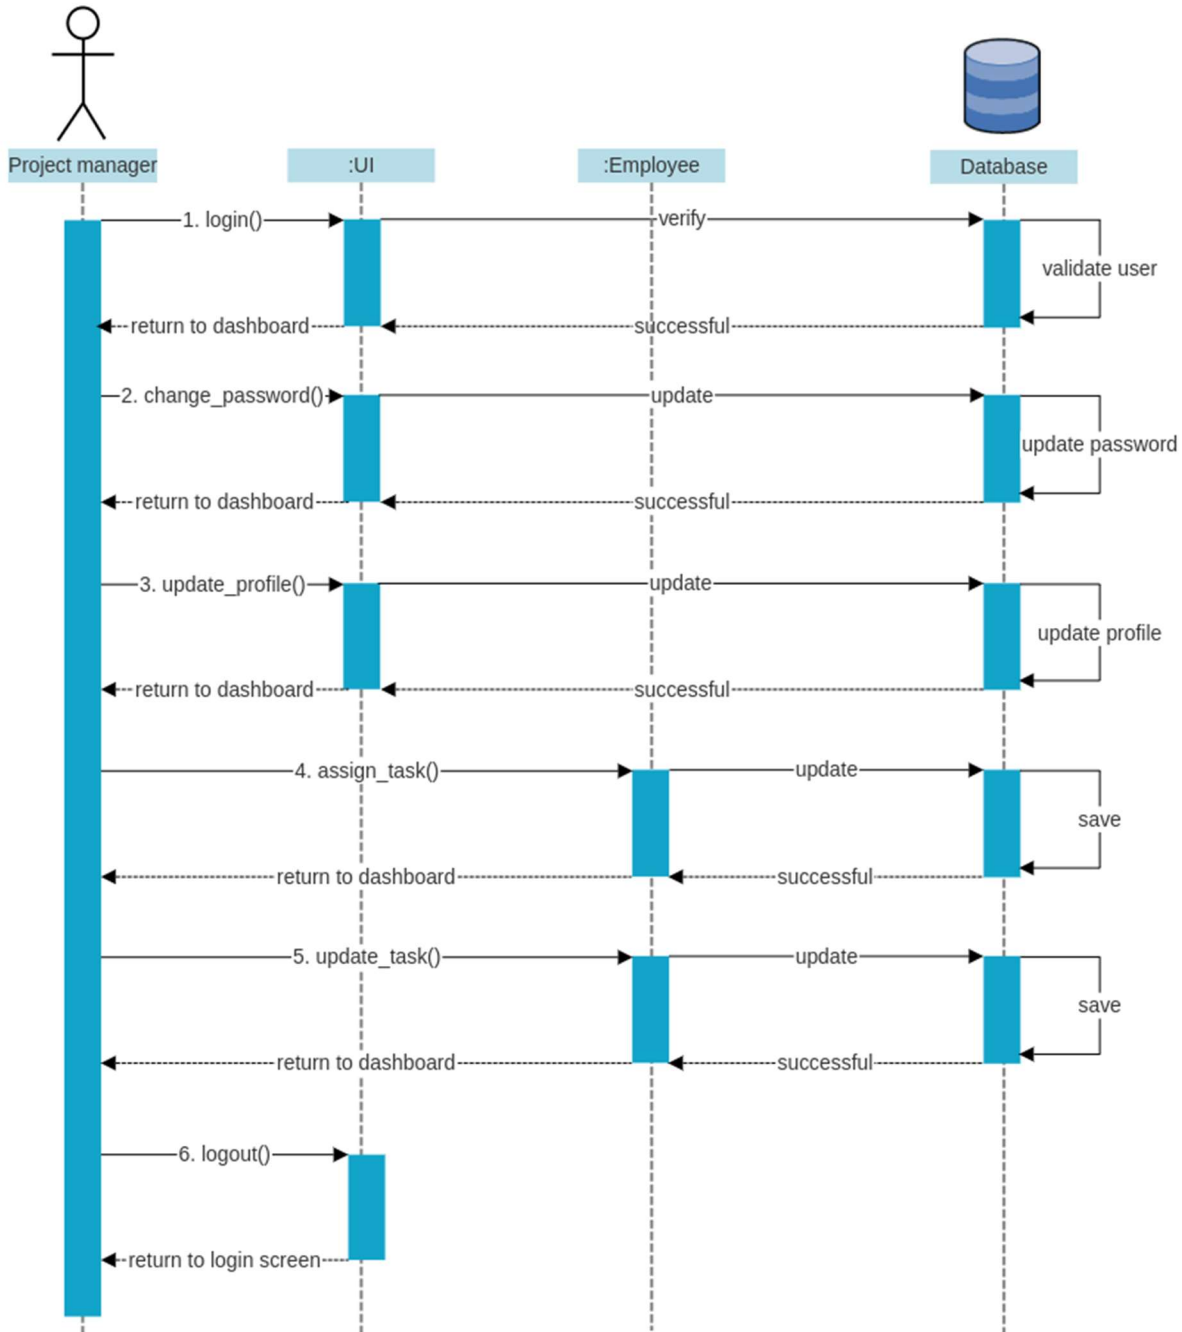 Project manager
:UI
:Employee
Database
1. login()
verify
validate user
return to dashboard
successful
2. change_password()
update
update password
return to dashboard
successful
3. update_profile()
update
update profile
return to dashboard
successful
4. assign_task()
update
save
return to dashboard
successful
5. update_task()
update
save
return to dashboard
successful
6. logout()
return to login screen